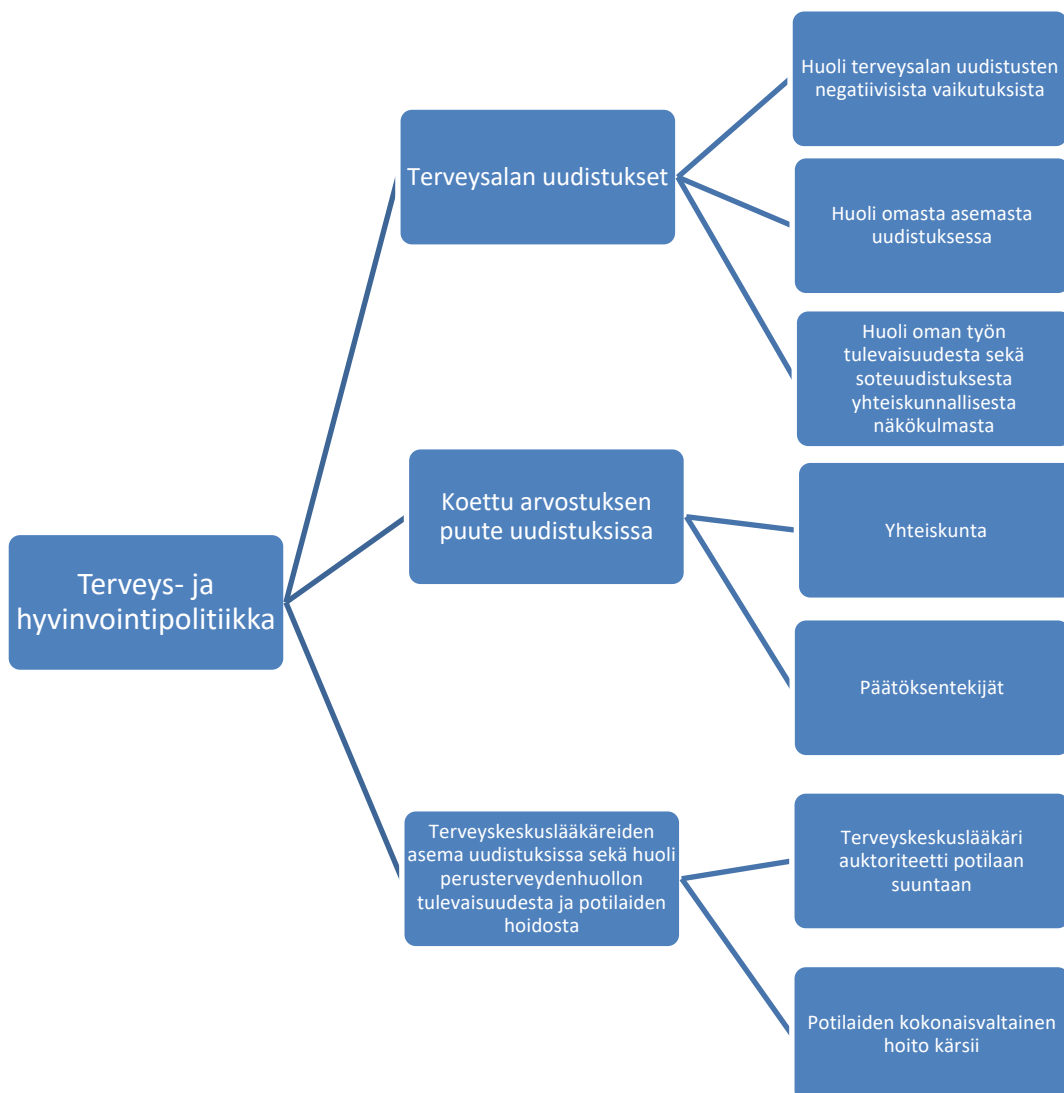 Huoli terveysalan uudistusten
negatiivisista vaikutuksista
Terveysalan uudistukset
Huoli omasta asemasta
uudistuksessa
Huoli oman työn
tulevaisuudesta sekä
soteuudistuksesta
yhteiskunnallisesta
näkökulmasta
Koettu arvostuksen
puute uudistuksissa
Yhteiskunta
Päätöksentekijät
Terveys- ja
hyvinvointipolitiikka
Terveyskeskuslääkäreiden
asema uudistuksissa sekä huoli
perusterveydenhuollon
tulevaisuudesta ja potilaiden
hoidosta
Terveyskeskuslääkäri
auktoriteetti potilaan
suuntaan
Potilaiden kokonaisvaltainen
hoito kärsii